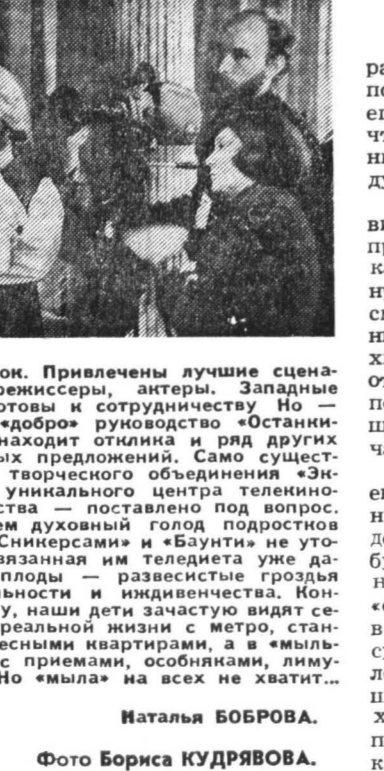 ок. Привлечены лучшие сцена-
режиссеры, актеры. Западные
отовы к сотрудничеству Но —
«добро» руководство «Останки-
находит отклика и ряд других
ых предложений. Само сущест-
творческого объединения «Эк-
уникального центра телекино-
ства — поставлено под вопрос.
ем духовный голод подростков
Сникерсами» и «Баунти» не уто-
вязанная им теледиета уже да-
плоды — развесистые гроздья
льности и иждивенчества. Кон-
у, наши дети зачастую видят се-
реальной жизни с метро, стан-
есными квартирами, а в «мыль-
с приемами, особняками, лиму-
Но «мыла» на всех не хватит...
Наталья БОБРОВА.
Фото Бориса КУДРЯВОВА.